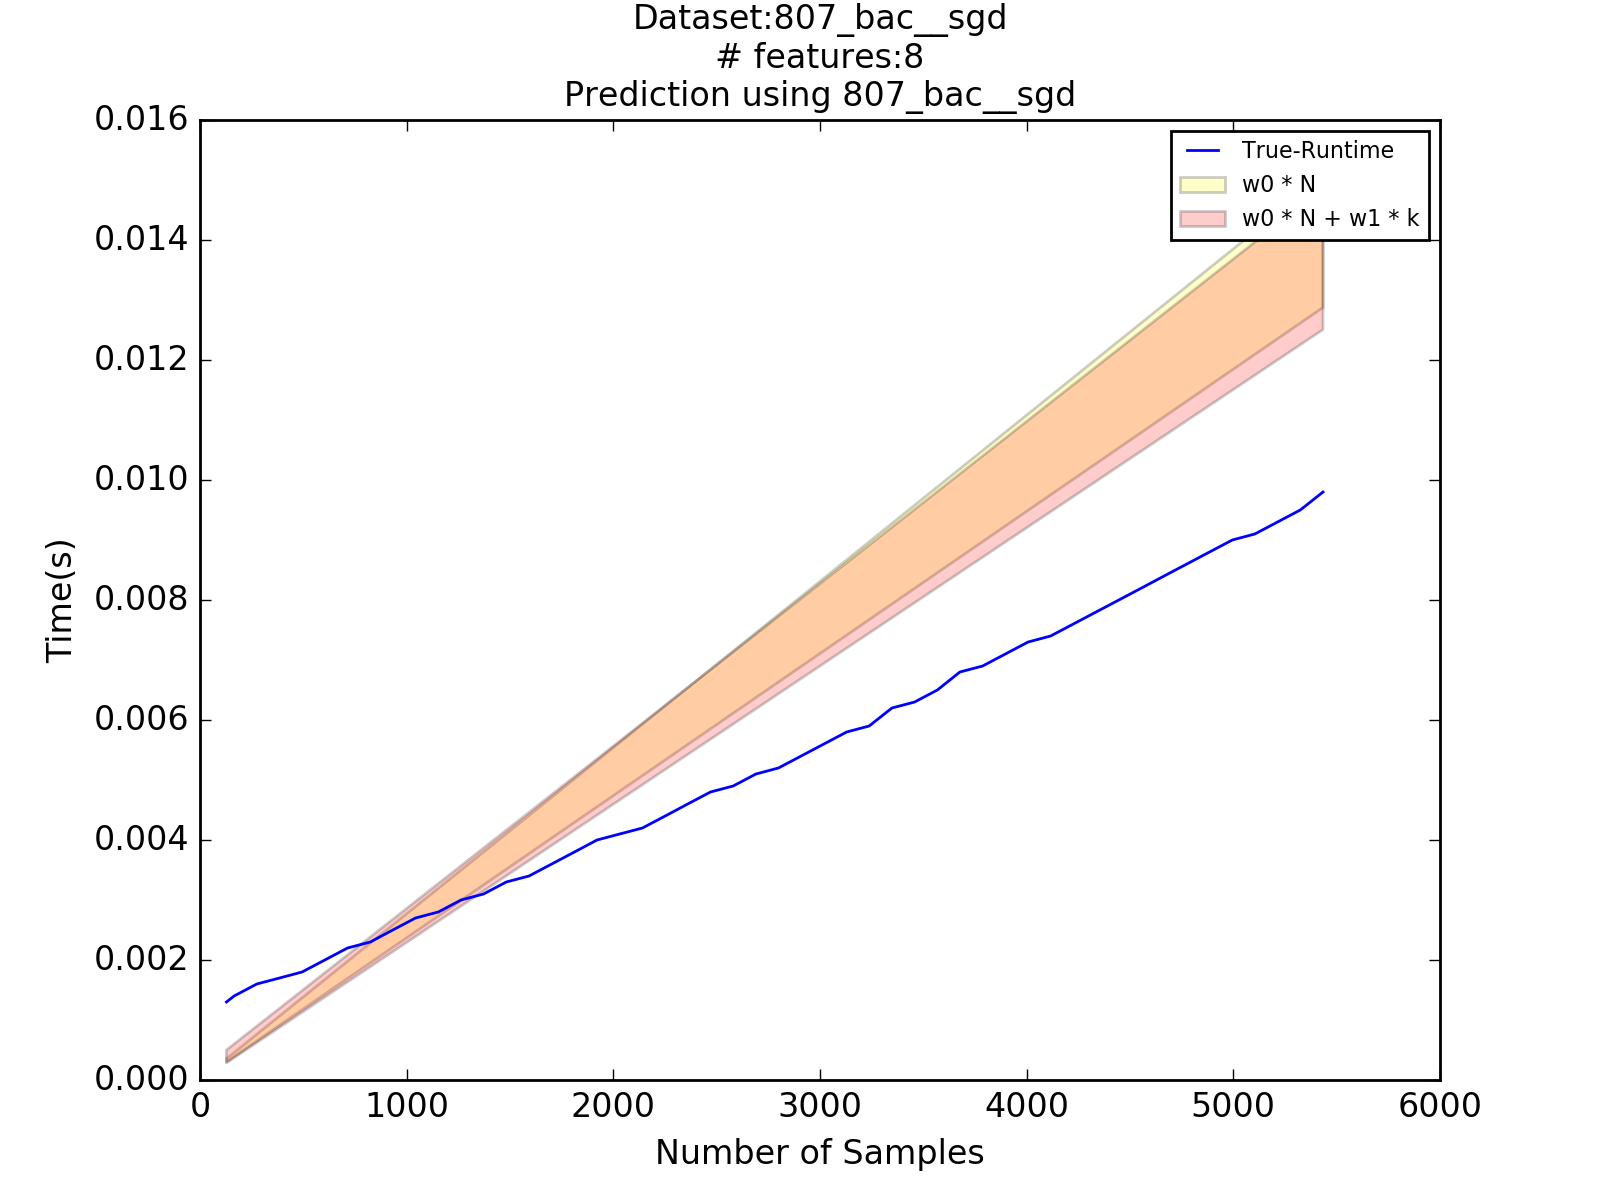 Dataset:807_bac__sgd
# features:8
Prediction using 807_bac__sgd
0.016
0.014
0.012
0.010
0.008
0.006
0.004
0.002
0.000
Time(s)
True-Runtime
w0 * N
w0 * N + w1 * k
0 1000 2000 3000 4000 5000 6000
Number of Samples